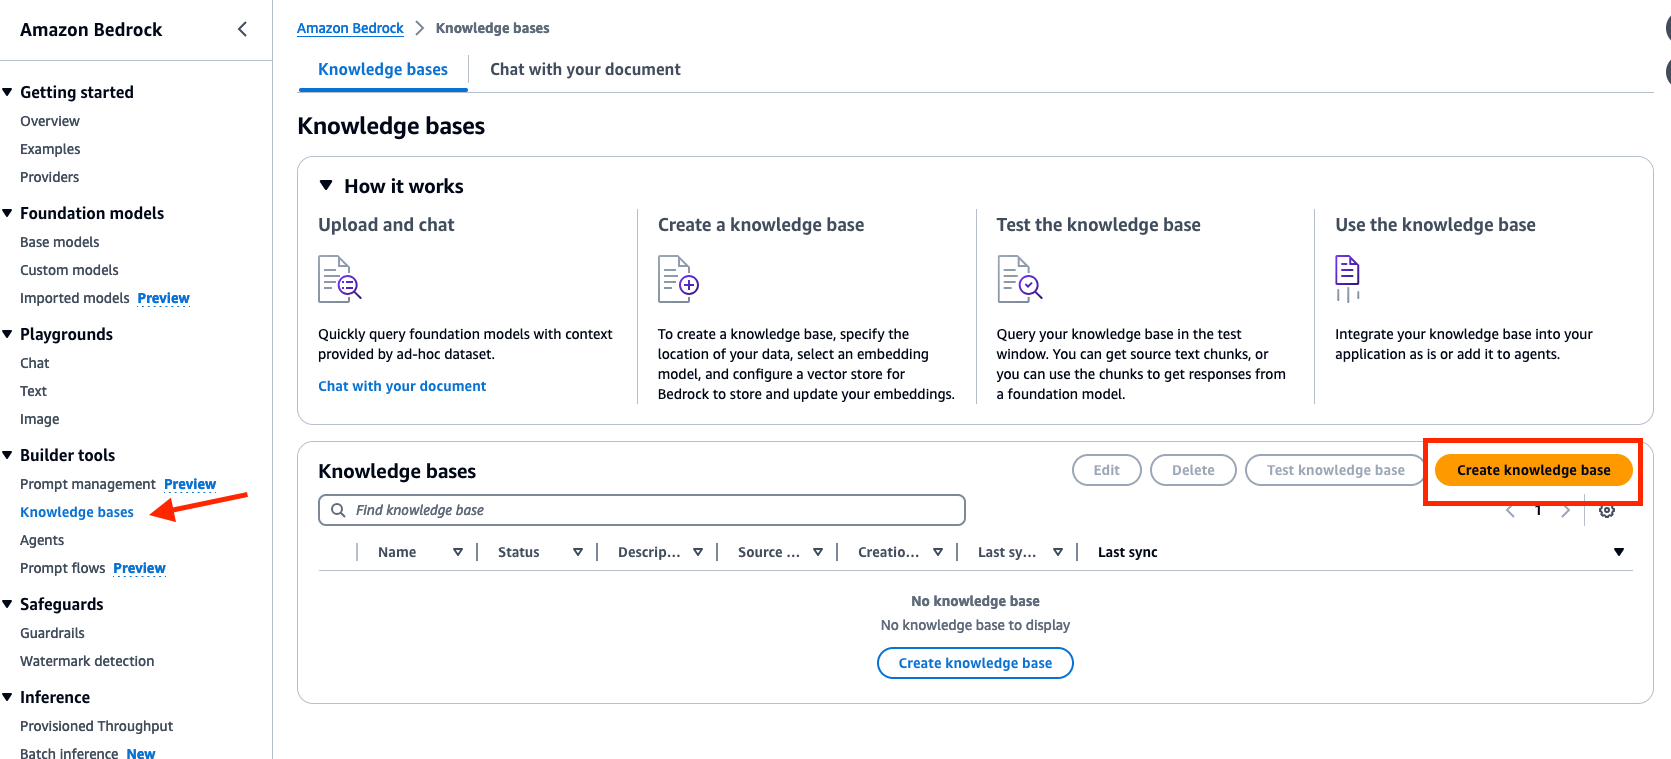 Amazon Bedrock
Getting started
Overview
Examples
Providers
Foundation models
Base models
Custom models
Imported models Preview
Playgrounds
Chat
Text
Image
Builder tools
Prompt management Preview
Knowledge bases
Agents
Prompt flows Preview
Safeguards
Guardrails
Watermark detection
Inference
Provisioned Throughput
Batch inference New
Amazon Bedrock > Knowledge bases
Knowledge bases
Chat with your document
Knowledge bases
How it works
Upload and chat
Quickly query foundation models with context
provided by ad-hoc dataset.
Chat with your document
Create a knowledge base
To create a knowledge base, specify the
location of your data, select an embedding
model, and configure a vector store for
Bedrock to store and update your embeddings.
Test the knowledge base
Query your knowledge base in the test
window. You can get source text chunks, or
you can use the chunks to get responses from
a foundation model.
Use the knowledge base
Integrate your knowledge base into your
application as is or add it to agents.
Knowledge bases
Edit
Delete
Test knowledge base
Create knowledge base
Find knowledge base
1
Name
Status
Descrip...
Source ...
Creatio...
Last sy...
Last sync
No knowledge base
No knowledge base to display
Create knowledge base